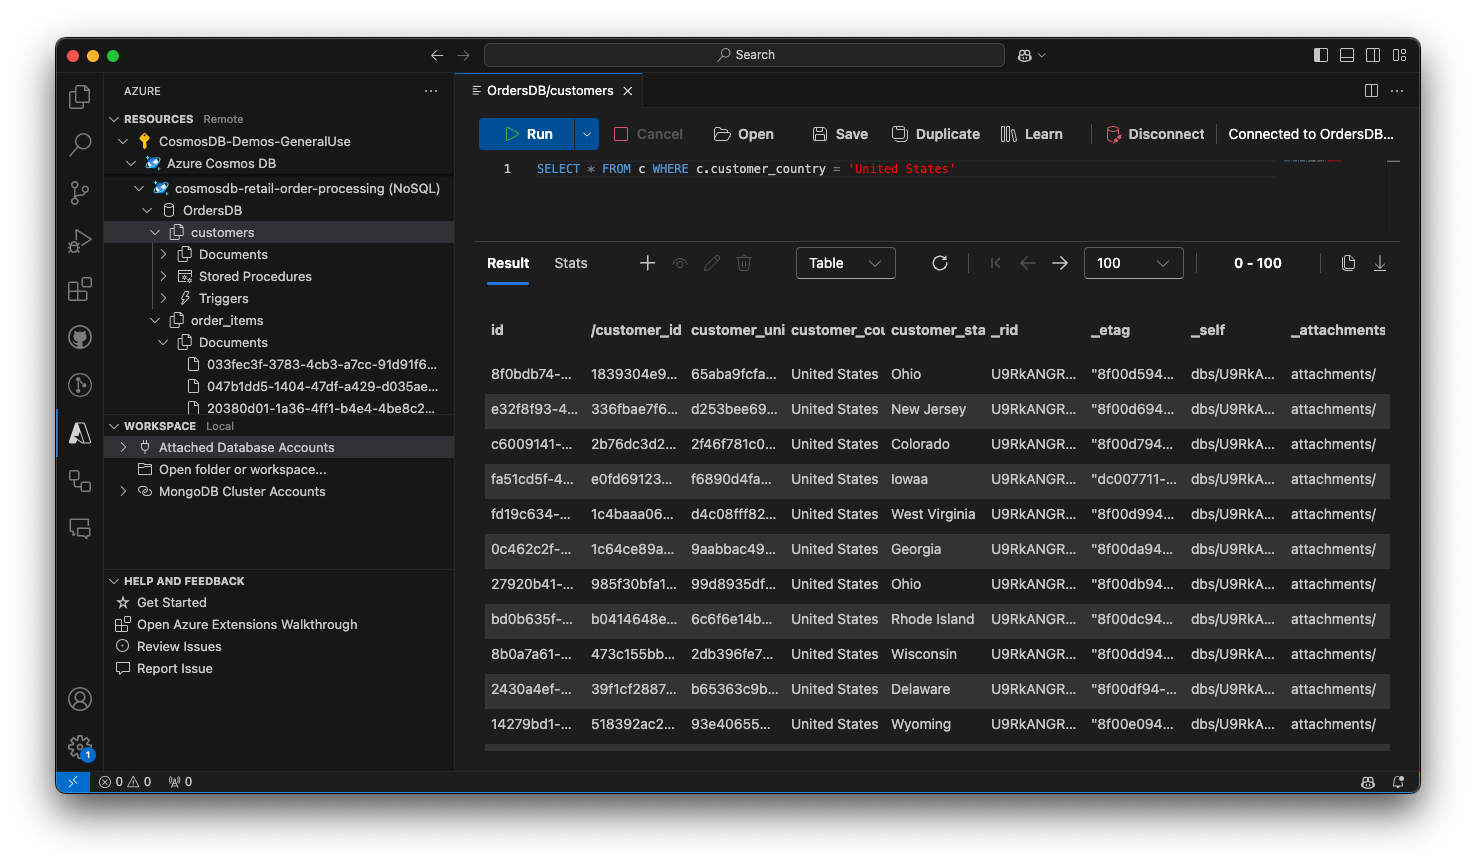 Search
AZURE
OrdersDB/customers
RESOURCES Remote
CosmosDB-Demos-GeneralUse
Azure Cosmos DB
cosmosdb-retail-order-processing (NoSQL)
OrdersDB
customers
Documents
Stored Procedures
Triggers
order_items
Documents
033fec3f-3783-4cb3-a7cc-91d91f6...
047b1dd5-1404-47df-a429-d035ae...
20380d01-1a36-4ff1-b4e4-4be8c2...
WORKSPACE Local
Attached Database Accounts
Open folder or workspace...
MongoDB Cluster Accounts
HELP AND FEEDBACK
Get Started
Open Azure Extensions Walkthrough
Review Issues
Report Issue
Run Cancel Open Save Duplicate Learn Disconnect Connected to OrdersDB...
1 SELECT * FROM c WHERE c.customer_country = 'United States'
Result Stats Table 100 0 - 100
id /customer_id customer_uni customer_cou customer_sta _rid _etag _self _attachments
8f0bdb74-... 1839304e9... 65aba9fcfa... United States Ohio U9RkANGR... "8f00d594... dbs/U9RkA... attachments/
e32f8f93-4... 336fbae7f6... d253bee69... United States New Jersey U9RkANGR... "8f00d694... dbs/U9RkA... attachments/
c6009141-... 2b76dc3d2... 2f46f781c0... United States Colorado U9RkANGR... "8f00d794... dbs/U9RkA... attachments/
fa51cd5f-4... e0fd69123... f6890d4fa... United States Iowaa U9RkANGR... "dc007711-... dbs/U9RkA... attachments/
fd19c634-... 1c4baaa06... d4c08fff82... United States West Virginia U9RkANGR... "8f00d994... dbs/U9RkA... attachments/
0c462c2f-... 1c64ce89a... 9aabbac49... United States Georgia U9RkANGR... "8f00da94... dbs/U9RkA... attachments/
27920b41-... 985f30bfa1... 99d8935df... United States Ohio U9RkANGR... "8f00db94... dbs/U9RkA... attachments/
bd0b635f-... b0414648e... 6c6f6e14b... United States Rhode Island U9RkANGR... "8f00dc94... dbs/U9RkA... attachments/
8b0a7a61-... 473c155bb... 2db396fe7... United States Wisconsin U9RkANGR... "8f00dd94... dbs/U9RkA... attachments/
2430a4ef-... 39f1cf2887... b65363c9b... United States Delaware U9RkANGR... "8f00df94-... dbs/U9RkA... attachments/
14279bd1-... 518392ac2... 93e40655... United States Wyoming U9RkANGR... "8f00e094... dbs/U9RkA... attachments/
1
0 0 0